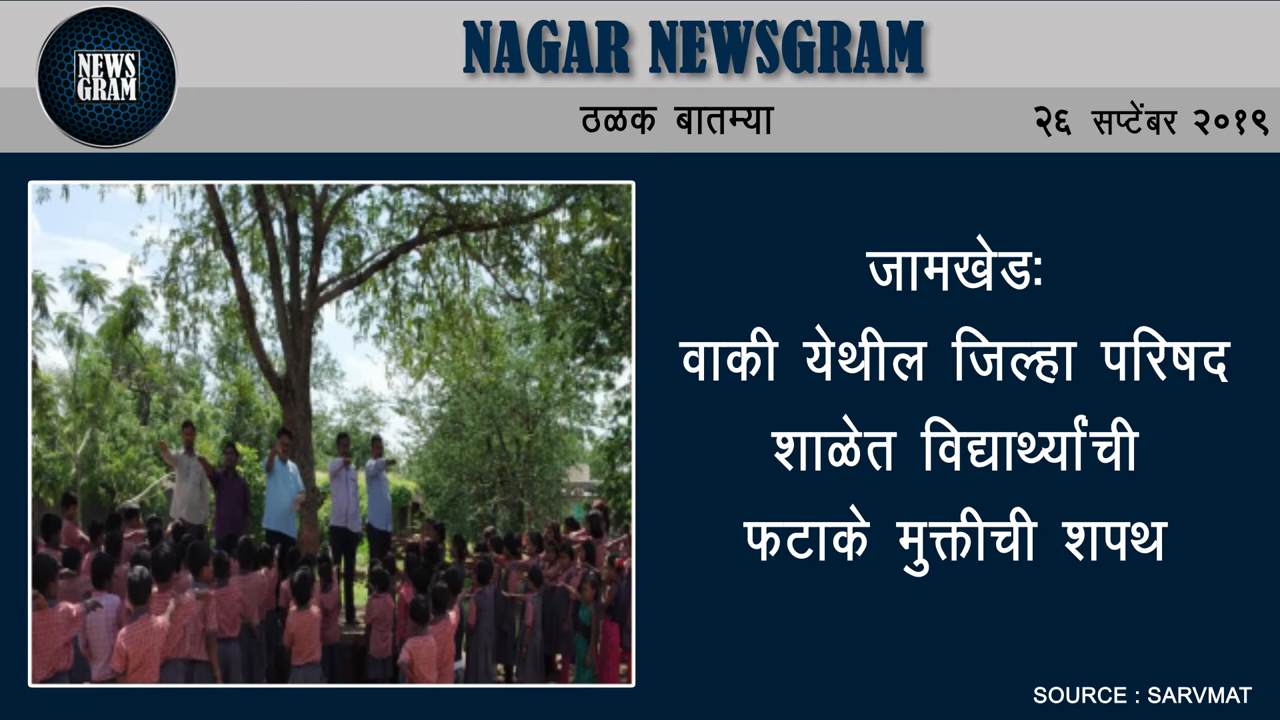 NEWS
GRAM
NAGAR NEWSGRAM
ठळक बातम्या
२६ सप्टेंबर २०१९
जामखेडः
वाकी येथील जिल्हा परिषद
शाळेत विद्यार्थ्यांची
फटाके मुक्तीची शपथ
SOURCE : SARVMAT